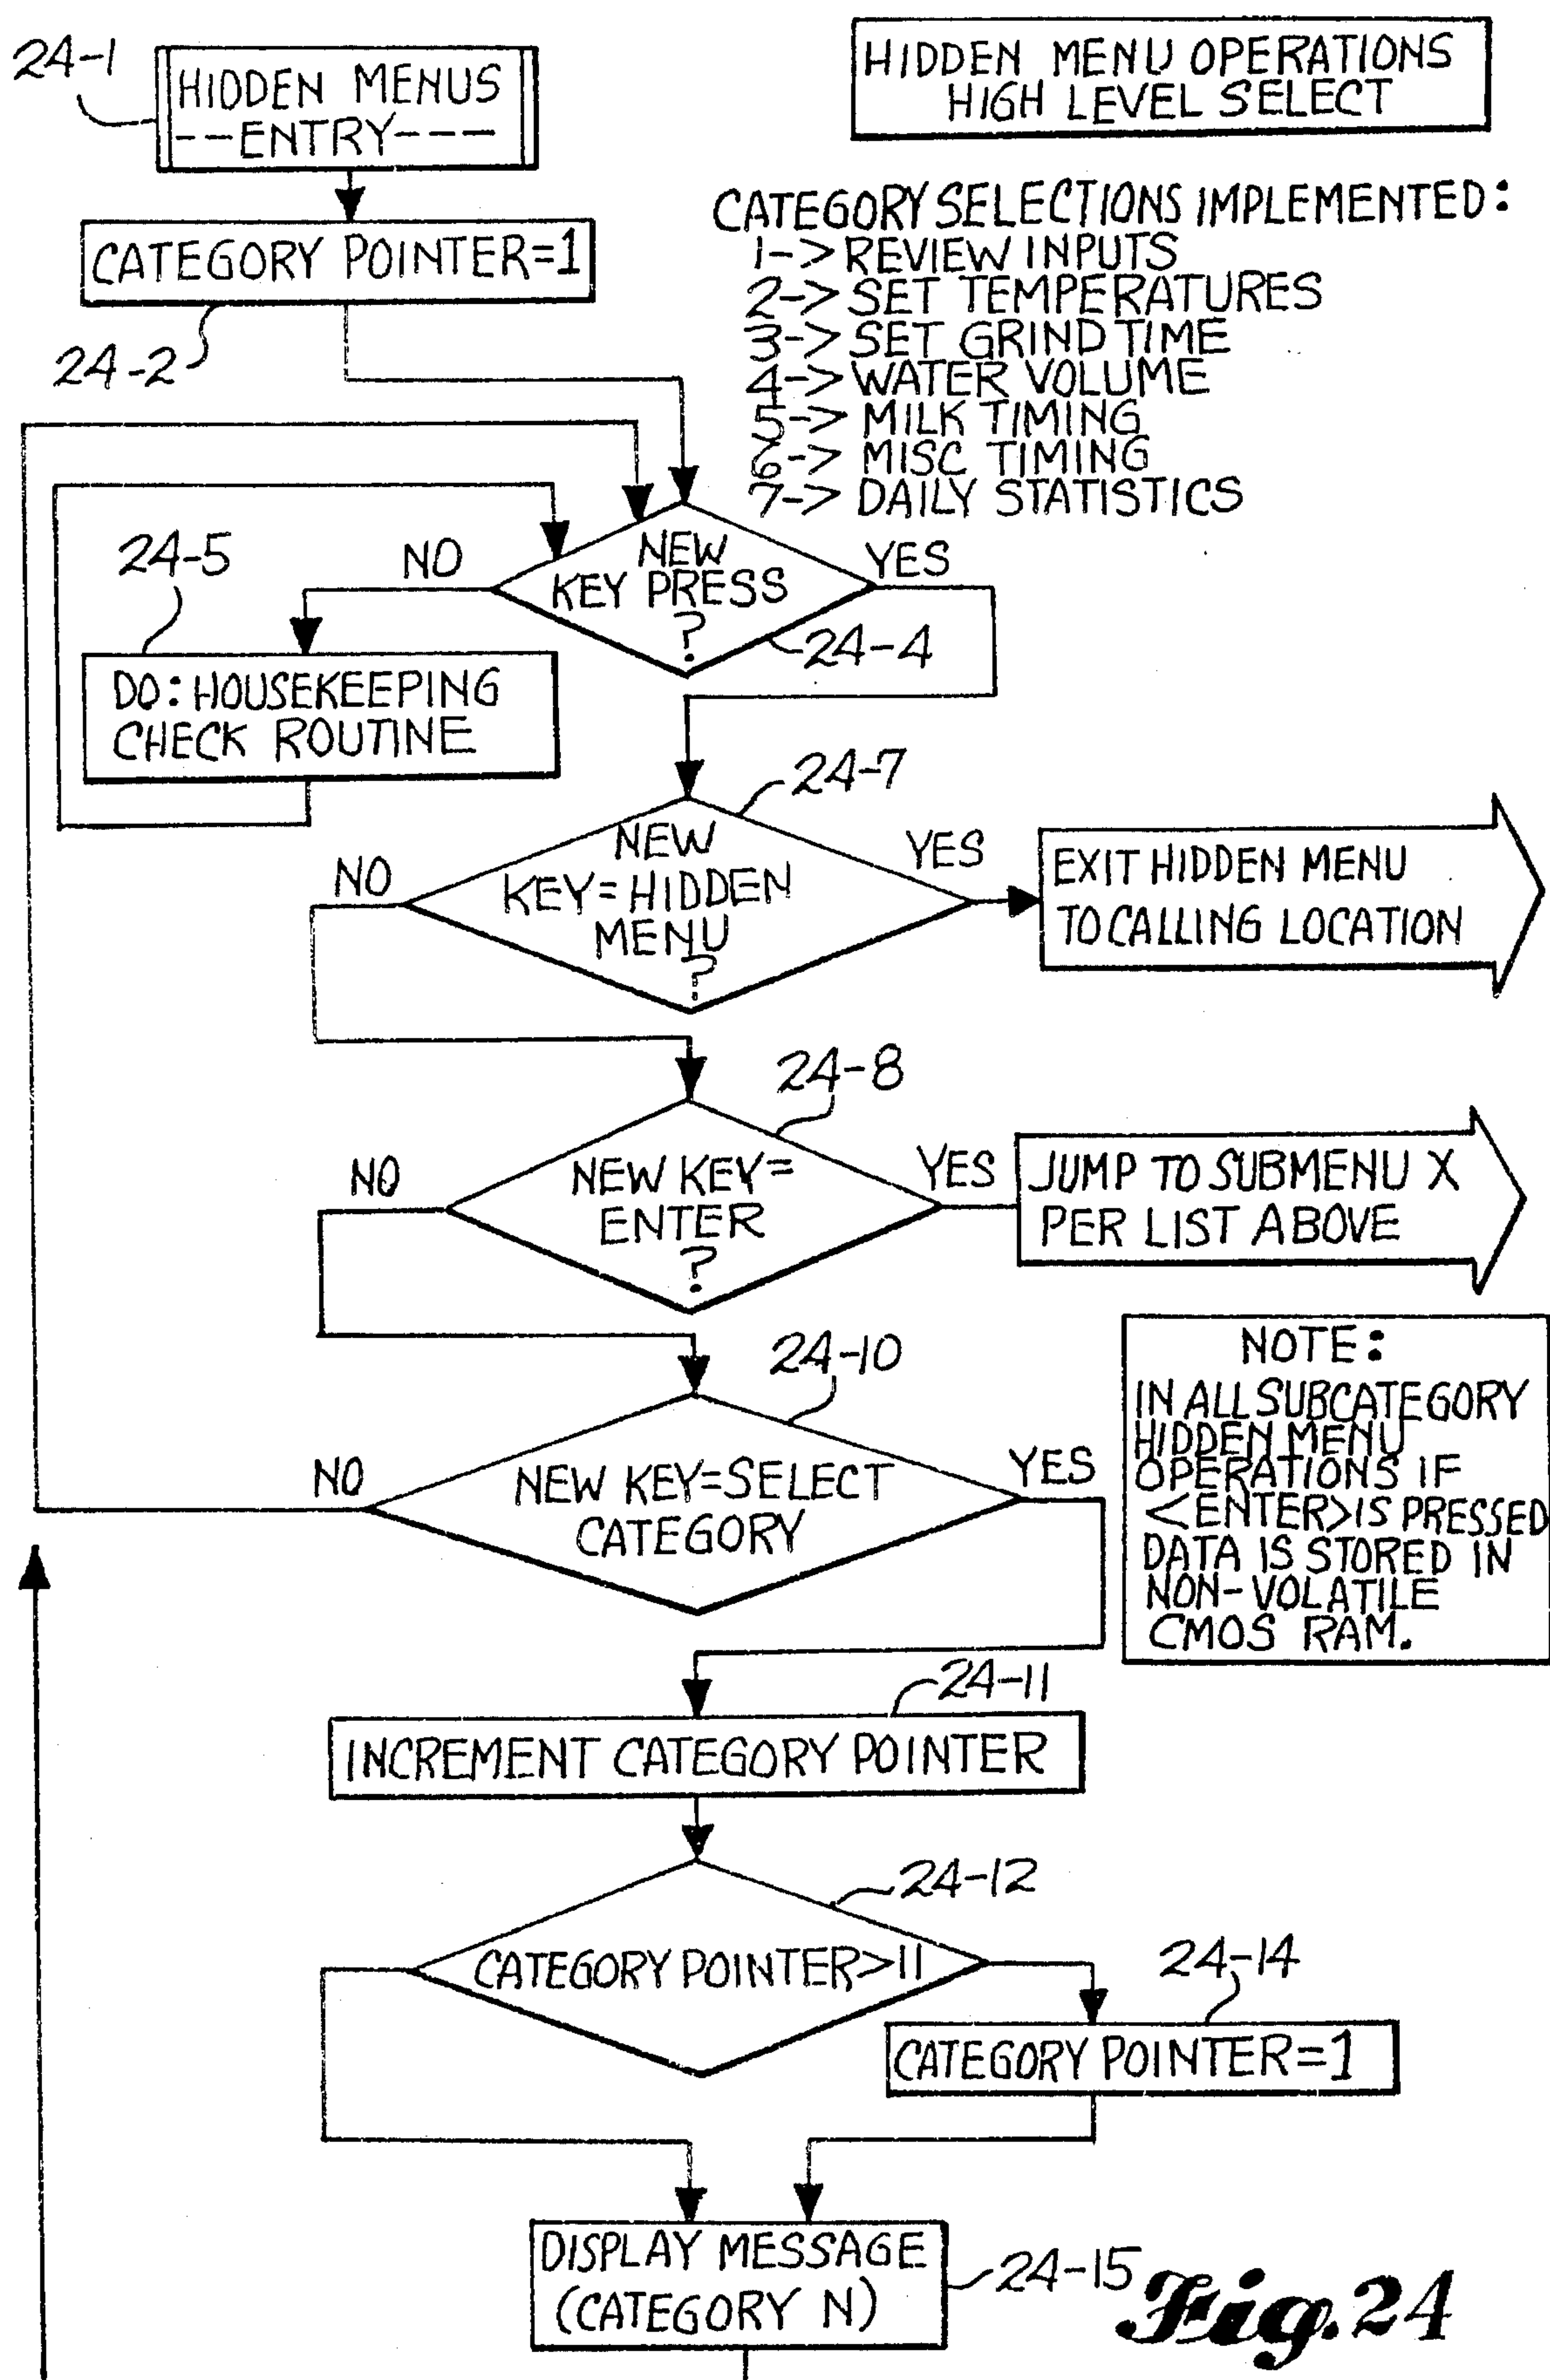 24-1
HIDDEN MENUS
--ENTRY---
HIDDEN MENU OPERATIONS
HIGH LEVEL SELECT
CATEGORY POINTER=1
24-2
CATEGORY SELECTIONS IMPLEMENTED:
1-> REVIEW INPUTS
2-> SET TEMPERATURES
3-> SET GRIND TIME
4-> WATER VOLUME
5-> MILK TIMING
6-> MISC TIMING
7-> DAILY STATISTICS
24-5
NO
NEW
KEY PRESS
?
YES
24-4
DO: HOUSEKEEPING
CHECK ROUTINE
24-7
NO
NEW
KEY=HIDDEN
MENU
?
YES
EXIT HIDDEN MENU
TO CALLING LOCATION
24-8
NO
NEW KEY=
ENTER
?
YES
JUMP TO SUBMENU X
PER LIST ABOVE
24-10
NO
NEW KEY=SELECT
CATEGORY
YES
NOTE:
IN ALL SUBCATEGORY
HIDDEN MENU
OPERATIONS IF
<ENTER> IS PRESSED
DATA IS STORED IN
NON-VOLATILE
CMOS RAM.
24-11
INCREMENT CATEGORY POINTER
24-12
CATEGORY POINTER>11
24-14
CATEGORY POINTER=1
DISPLAY MESSAGE
(CATEGORY N)
24-15
Fig. 24